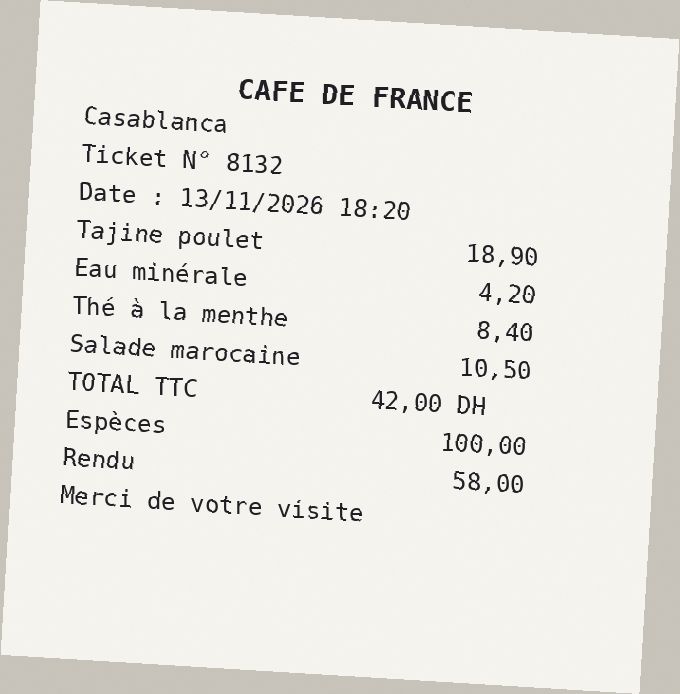 CAFE DE FRANCE
Casablanca
Ticket N° 8132
Date : 13/11/2026 18:20
Tajine poulet 18,90
Eau minérale 4,20
Thé à la menthe 8,40
Salade marocaine 10,50
TOTAL TTC 42,00 DH
Espèces 100,00
Rendu 58,00
Merci de votre visite